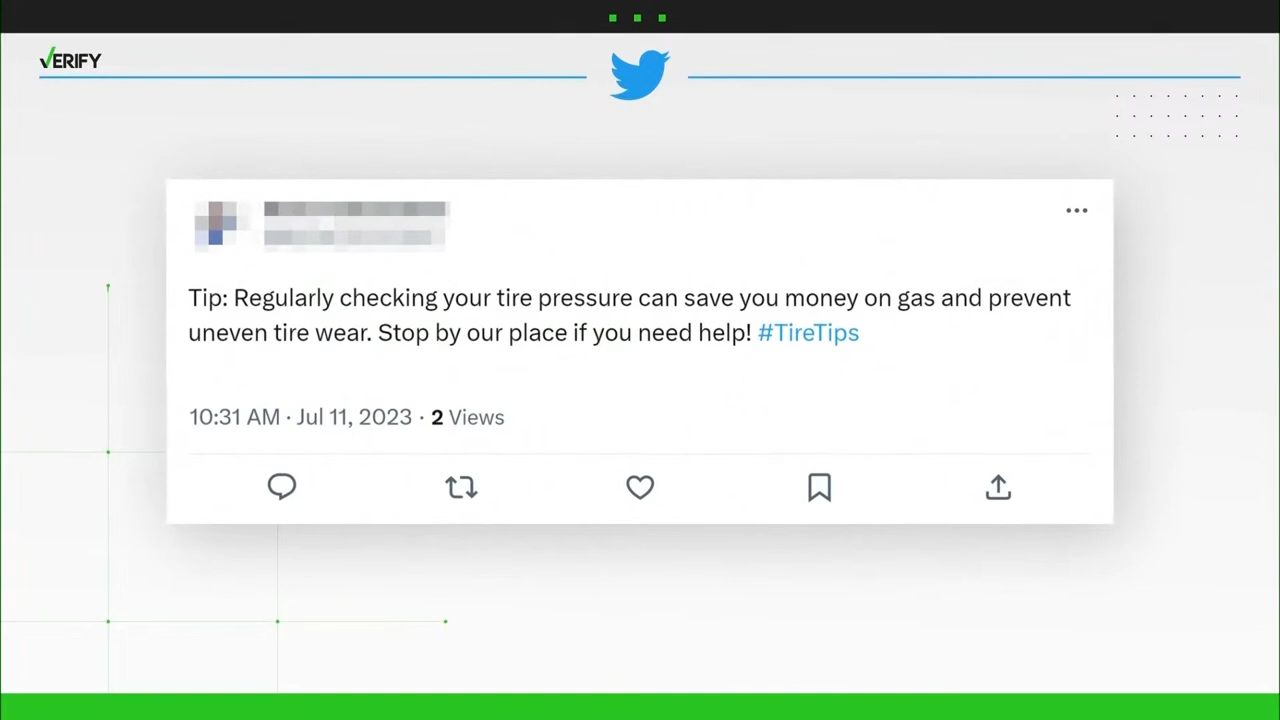 VERIFY
Tip: Regularly checking your tire pressure can save you money on gas and prevent
uneven tire wear. Stop by our place if you need help! #TireTips
10:31 AM · Jul 11, 2023 · 2 Views